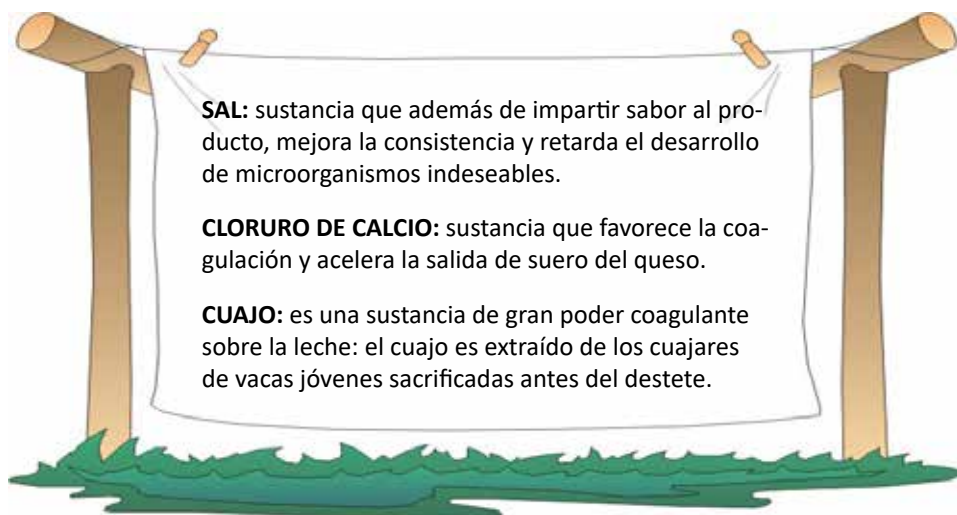 SAL: sustancia que además de impartir sabor al pro-
ducto, mejora la consistencia y retarda el desarrollo
de microorganismos indeseables.
CLORURO DE CALCIO: sustancia que favorece la coa-
gulación y acelera la salida de suero del queso.
CUAJO: es una sustancia de gran poder coagulante
sobre la leche: el cuajo es extraído de los cuajares
de vacas jóvenes sacrificadas antes del destete.